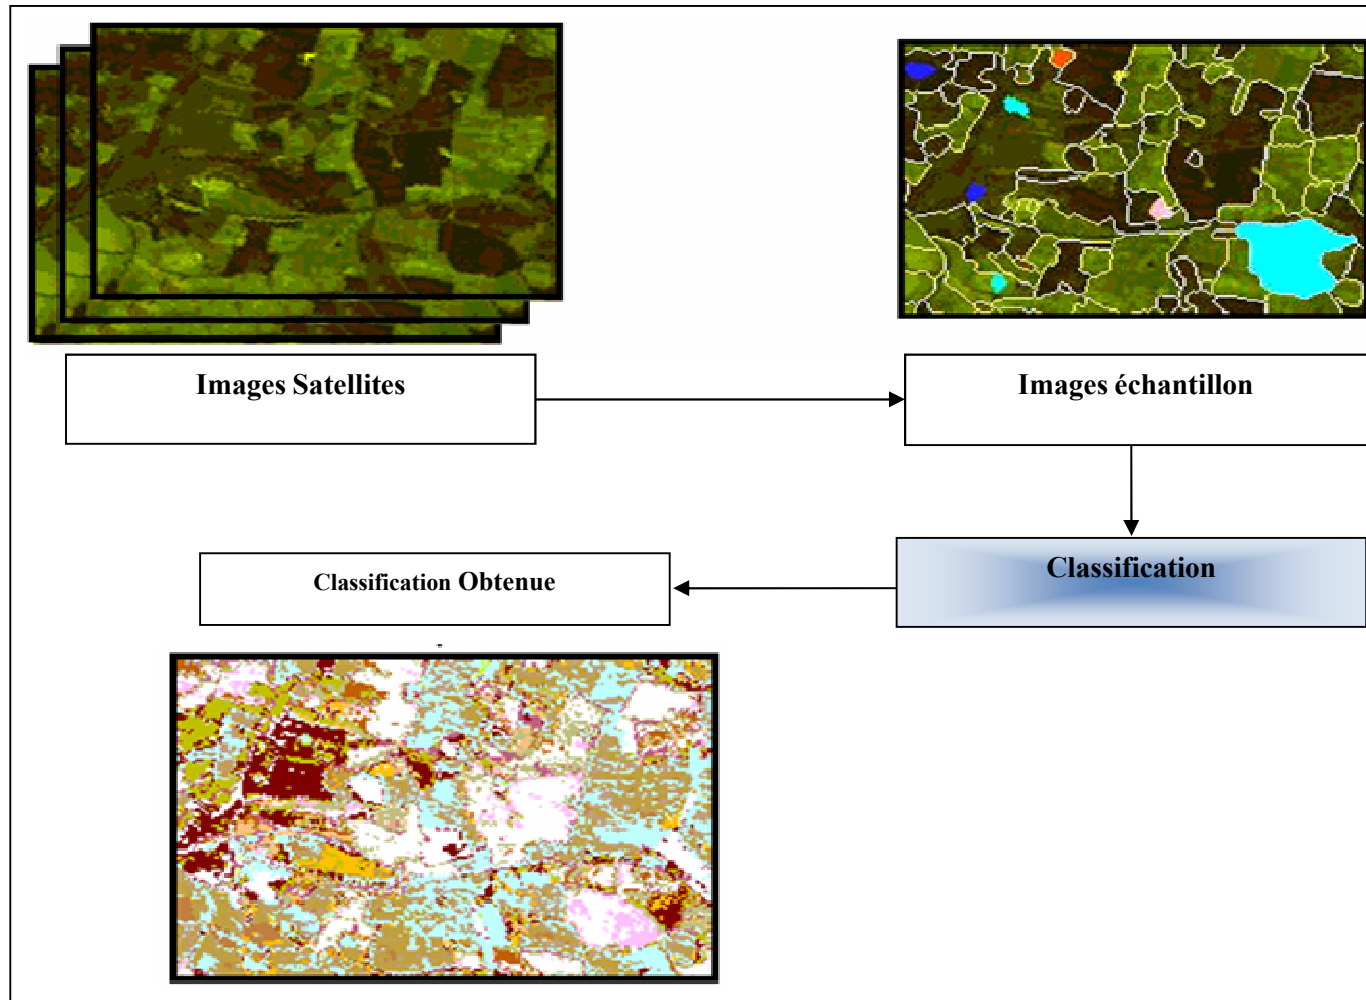 Images Satellites
Images échantillon
Classification
Classification Obtenue